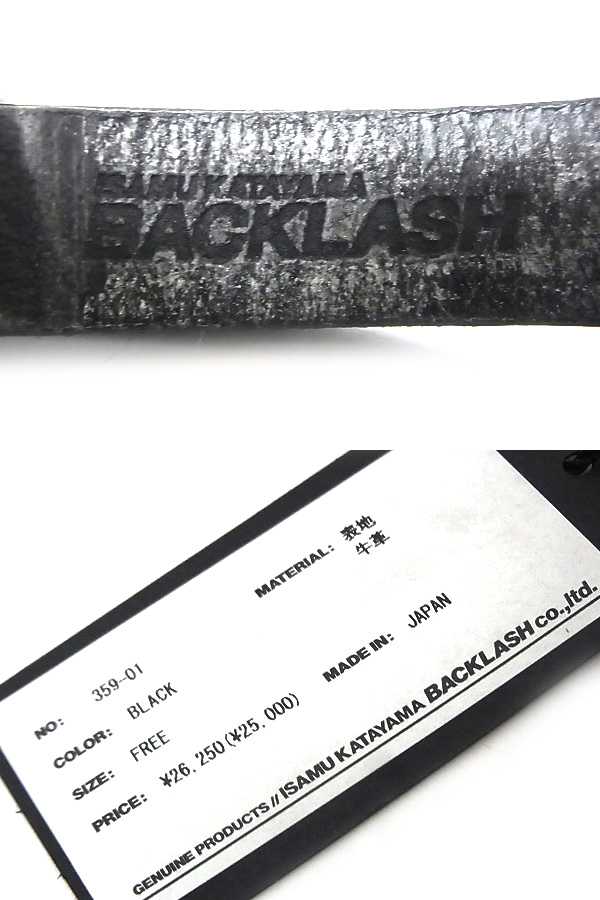 ISAMU KATAYAMA
BACKLASH
MATERIAL: 表地
牛革
NO: 359-01
COLOR: BLACK
SIZE: FREE
MADE IN: JAPAN
PRICE: ¥26.250(¥25.000)
GENUINE PRODUCTS // ISAMU KATAYAMA BACKLASH co.,ltd.